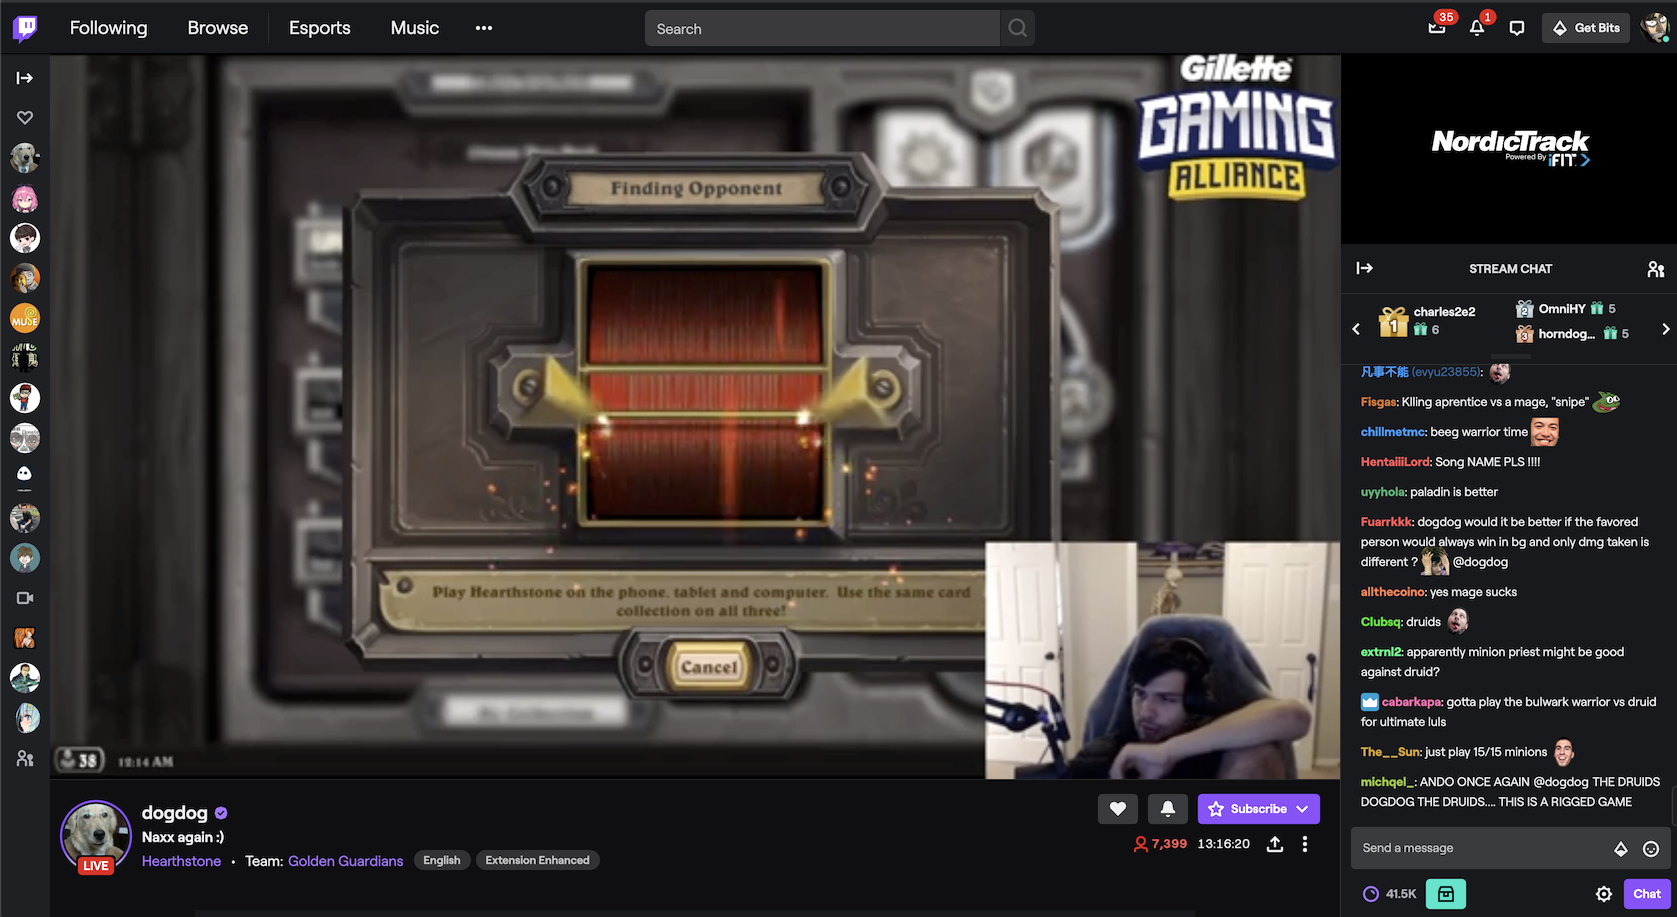 Following
Browse
Esports
Music
Search
35
1
Get Bits
Gillette
GAMING
ALLIANCE
Finding Opponent
Play Hearthstone on the phone, tablet and computer. Use the same card
collection on all three!
Cancel
38
12:14 AM
MUSE
NordicTrack
Powered By iFIT
STREAM CHAT
1
charles2e2
6
2
OmniHY
5
3
horndog...
5
凡事不能 (evyu23855):
Fisgas: Klling aprentice vs a mage, "snipe"
chillmetmc: beeg warrior time
HentaiiiLord: Song NAME PLS !!!!
uyyhola: paladin is better
Fuarrkkk: dogdog would it be better if the favored
person would always win in bg and only dmg taken is
different ? @dogdog
allthecoino: yes mage sucks
Clubsq: druids
extrnl2: apparently minion priest might be good
against druid?
cabarkapa: gotta play the bulwark warrior vs druid
for ultimate luls
The__Sun: just play 15/15 minions
michqel_: ANDO ONCE AGAIN @dogdog THE DRUIDS
DOGDOG THE DRUIDS.... THIS IS A RIGGED GAME
Send a message
41.5K
Chat
dogdog
Naxx again :)
LIVE
Hearthstone · Team: Golden Guardians
English
Extension Enhanced
Subscribe
7,399
13:16:20